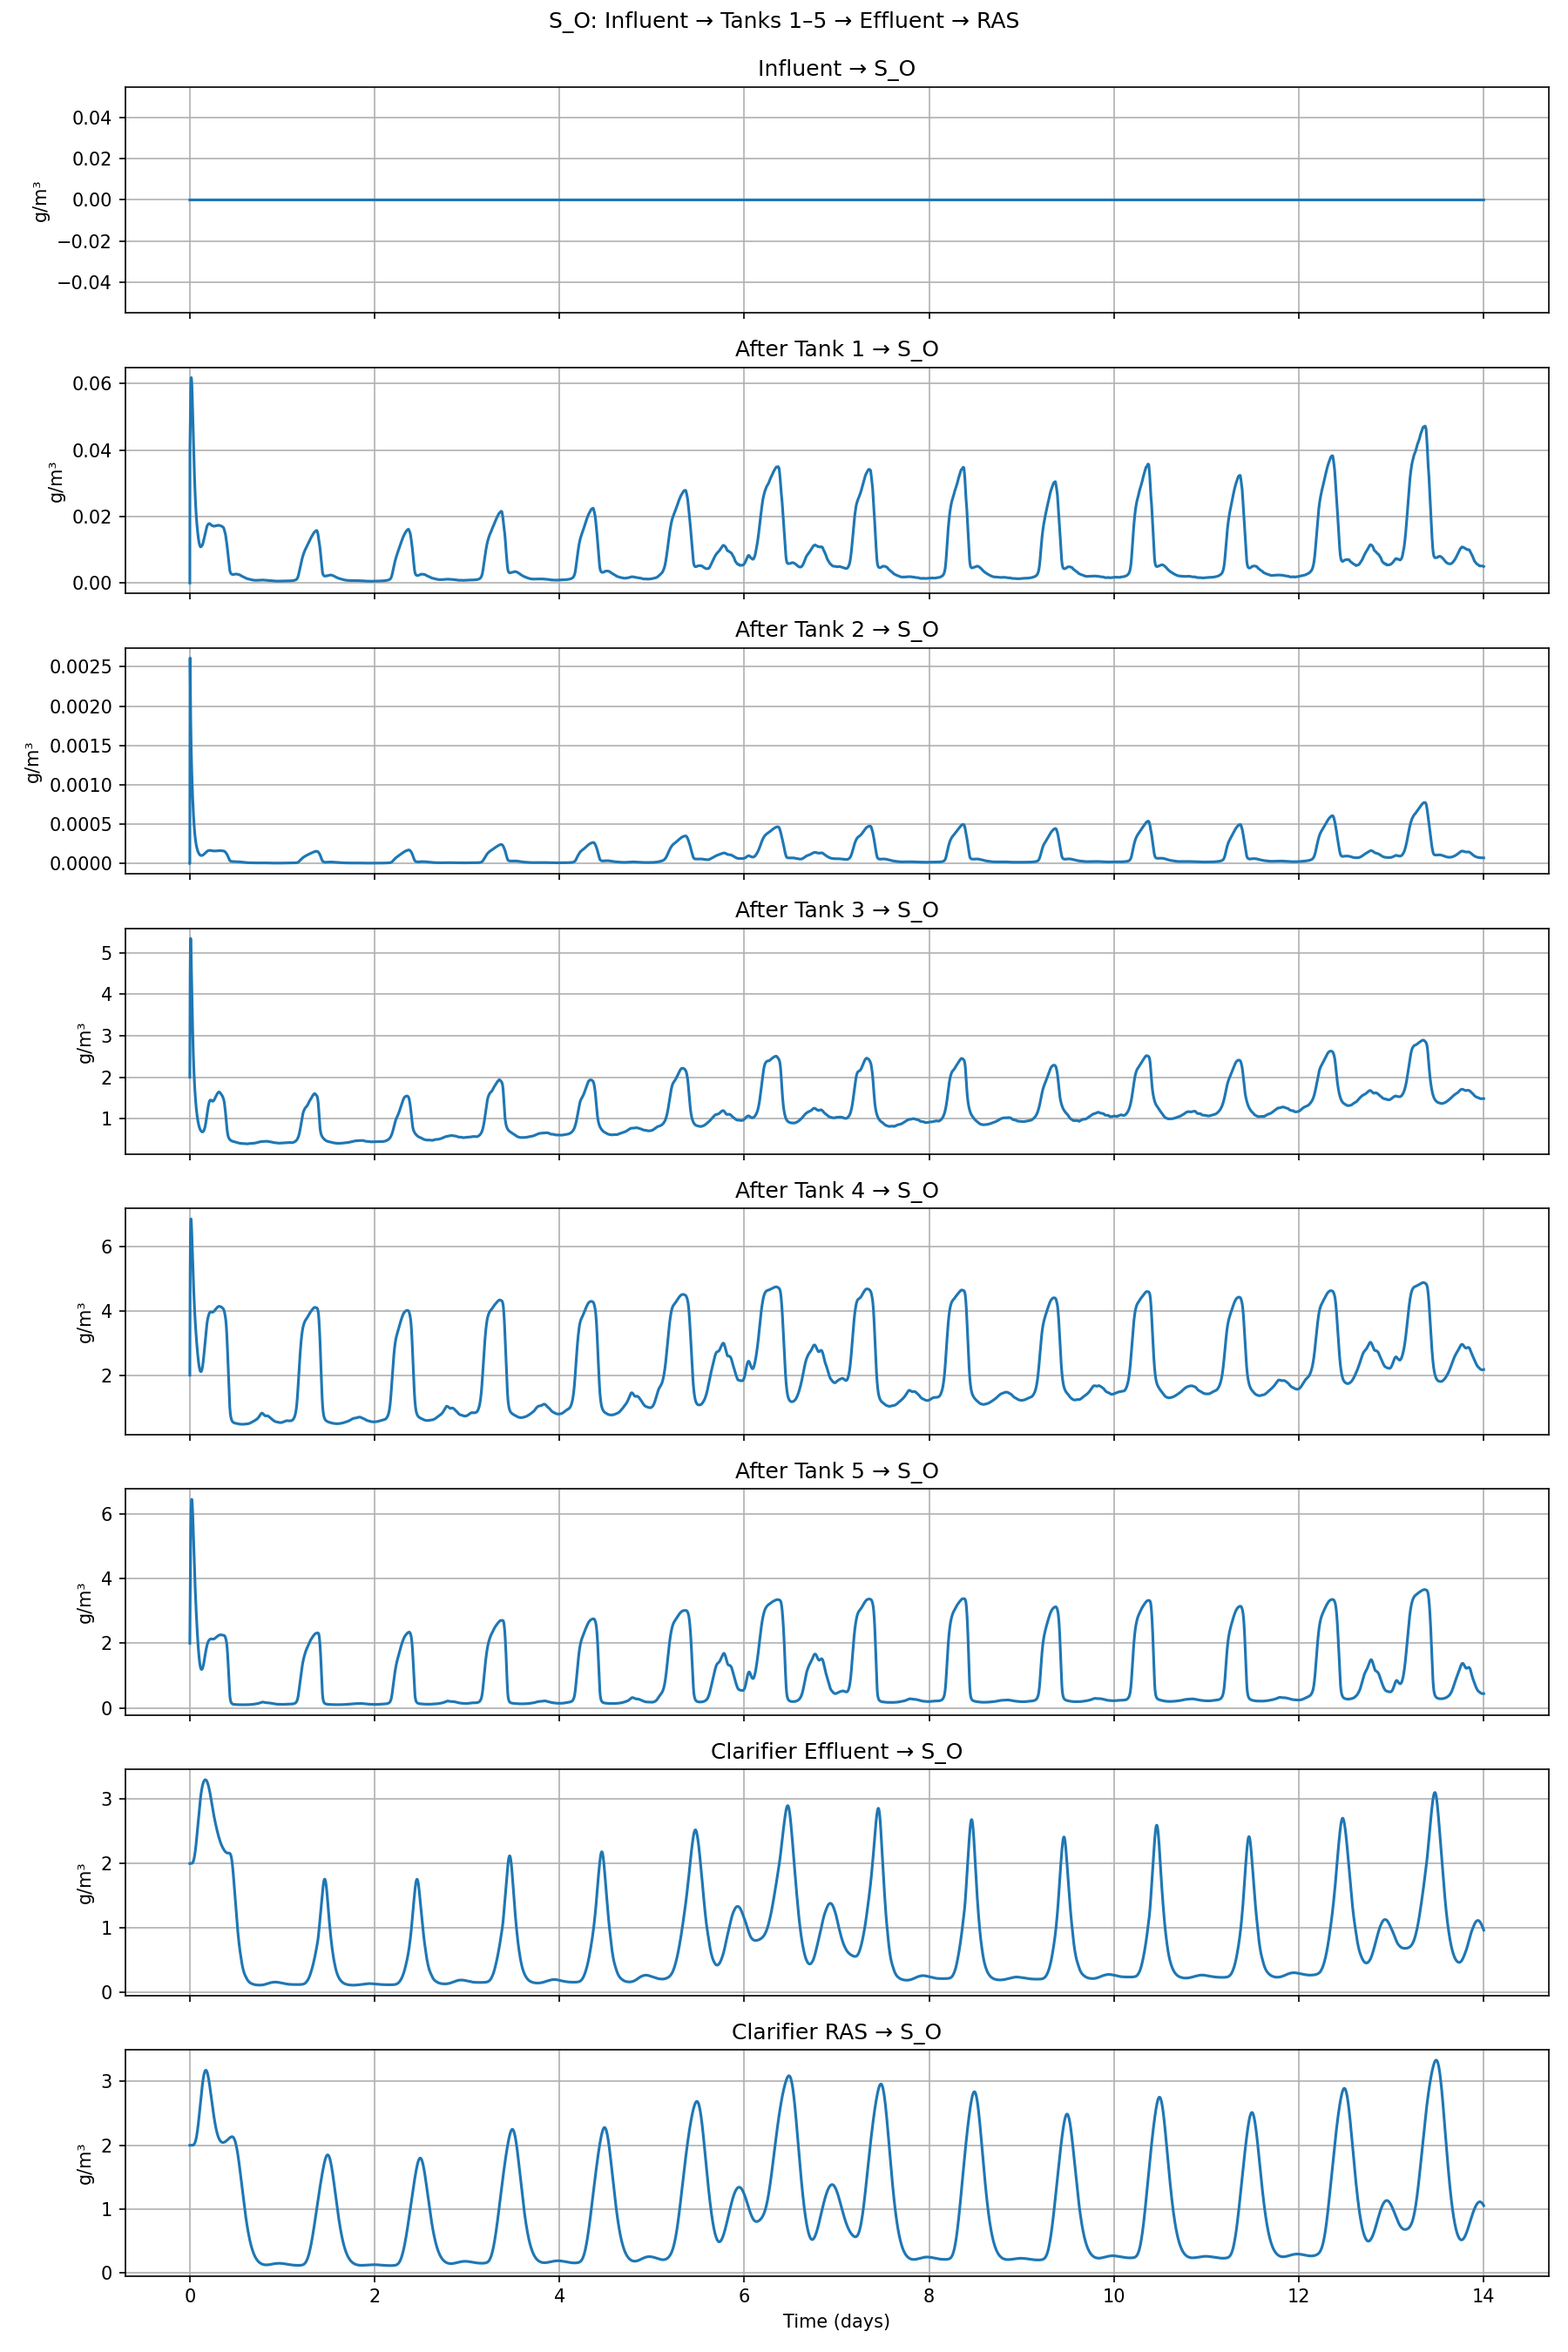 S_O: Influent → Tanks 1–5 → Effluent → RAS
Influent → S_O
0.04
0.02
0.00
−0.02
−0.04
g/m³
After Tank 1 → S_O
0.06
0.04
0.02
0.00
g/m³
After Tank 2 → S_O
0.0025
0.0020
0.0015
0.0010
0.0005
0.0000
g/m³
After Tank 3 → S_O
5
4
3
2
1
g/m³
After Tank 4 → S_O
6
4
2
g/m³
After Tank 5 → S_O
6
4
2
0
g/m³
Clarifier Effluent → S_O
3
2
1
0
g/m³
Clarifier RAS → S_O
3
2
1
0
g/m³
0 2 4 6 8 10 12 14
Time (days)